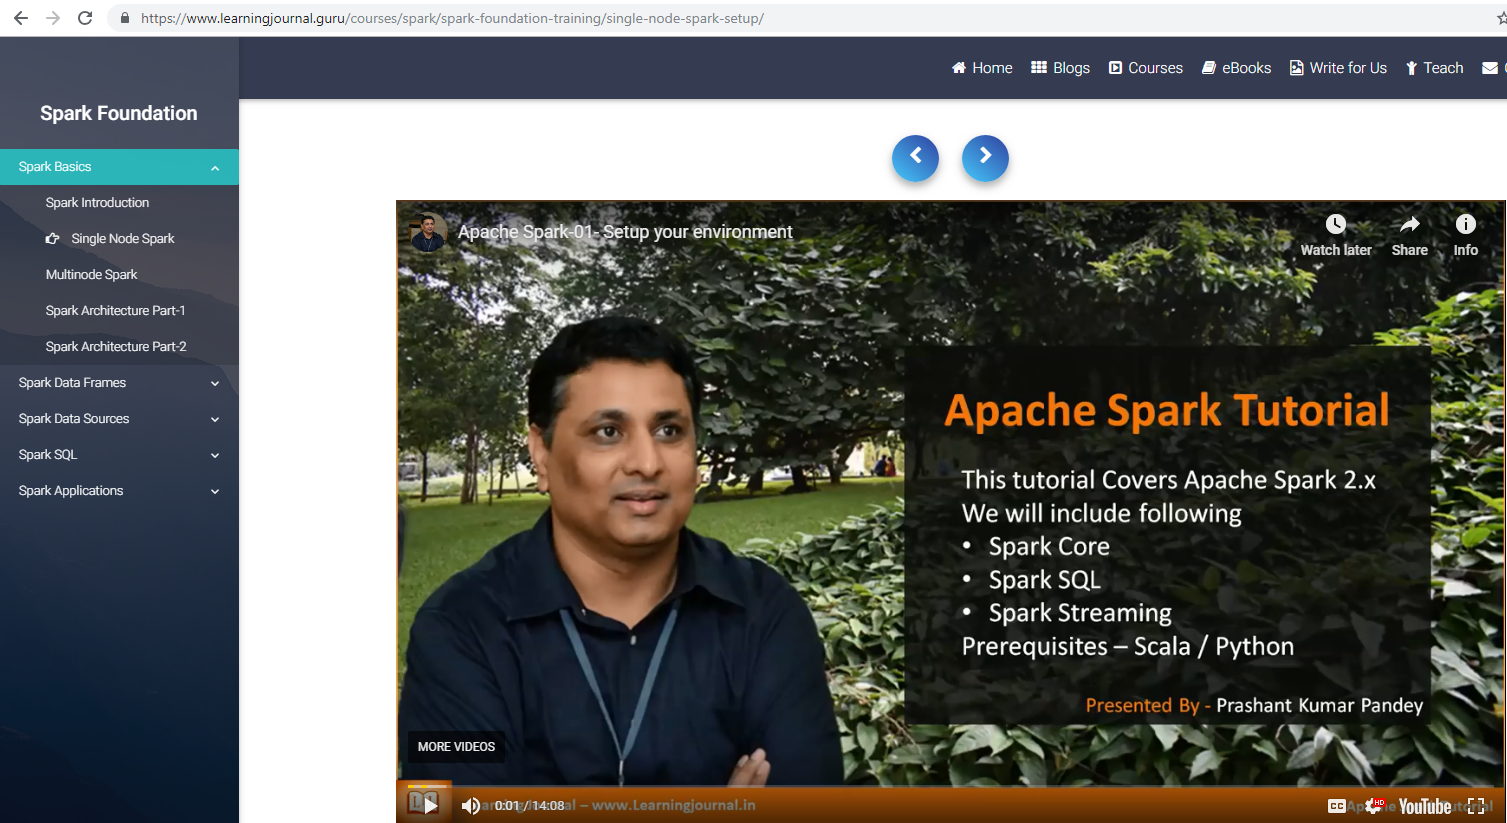 https://www.learningjournal.guru/courses/spark/spark-foundation-training/single-node-spark-setup/
Home Blogs Courses eBooks Write for Us Teach
Spark Foundation
Spark Basics
Spark Introduction
Single Node Spark
Multinode Spark
Spark Architecture Part-1
Spark Architecture Part-2
Spark Data Frames
Spark Data Sources
Spark SQL
Spark Applications
Apache Spark-01- Setup your environment
Watch later Share Info
Apache Spark Tutorial
This tutorial Covers Apache Spark 2.x
We will include following
• Spark Core
• Spark SQL
• Spark Streaming
Prerequisites – Scala / Python
Presented By - Prashant Kumar Pandey
MORE VIDEOS
0:01 / 14:08 – www.Learningjournal.in
CC HD YouTube